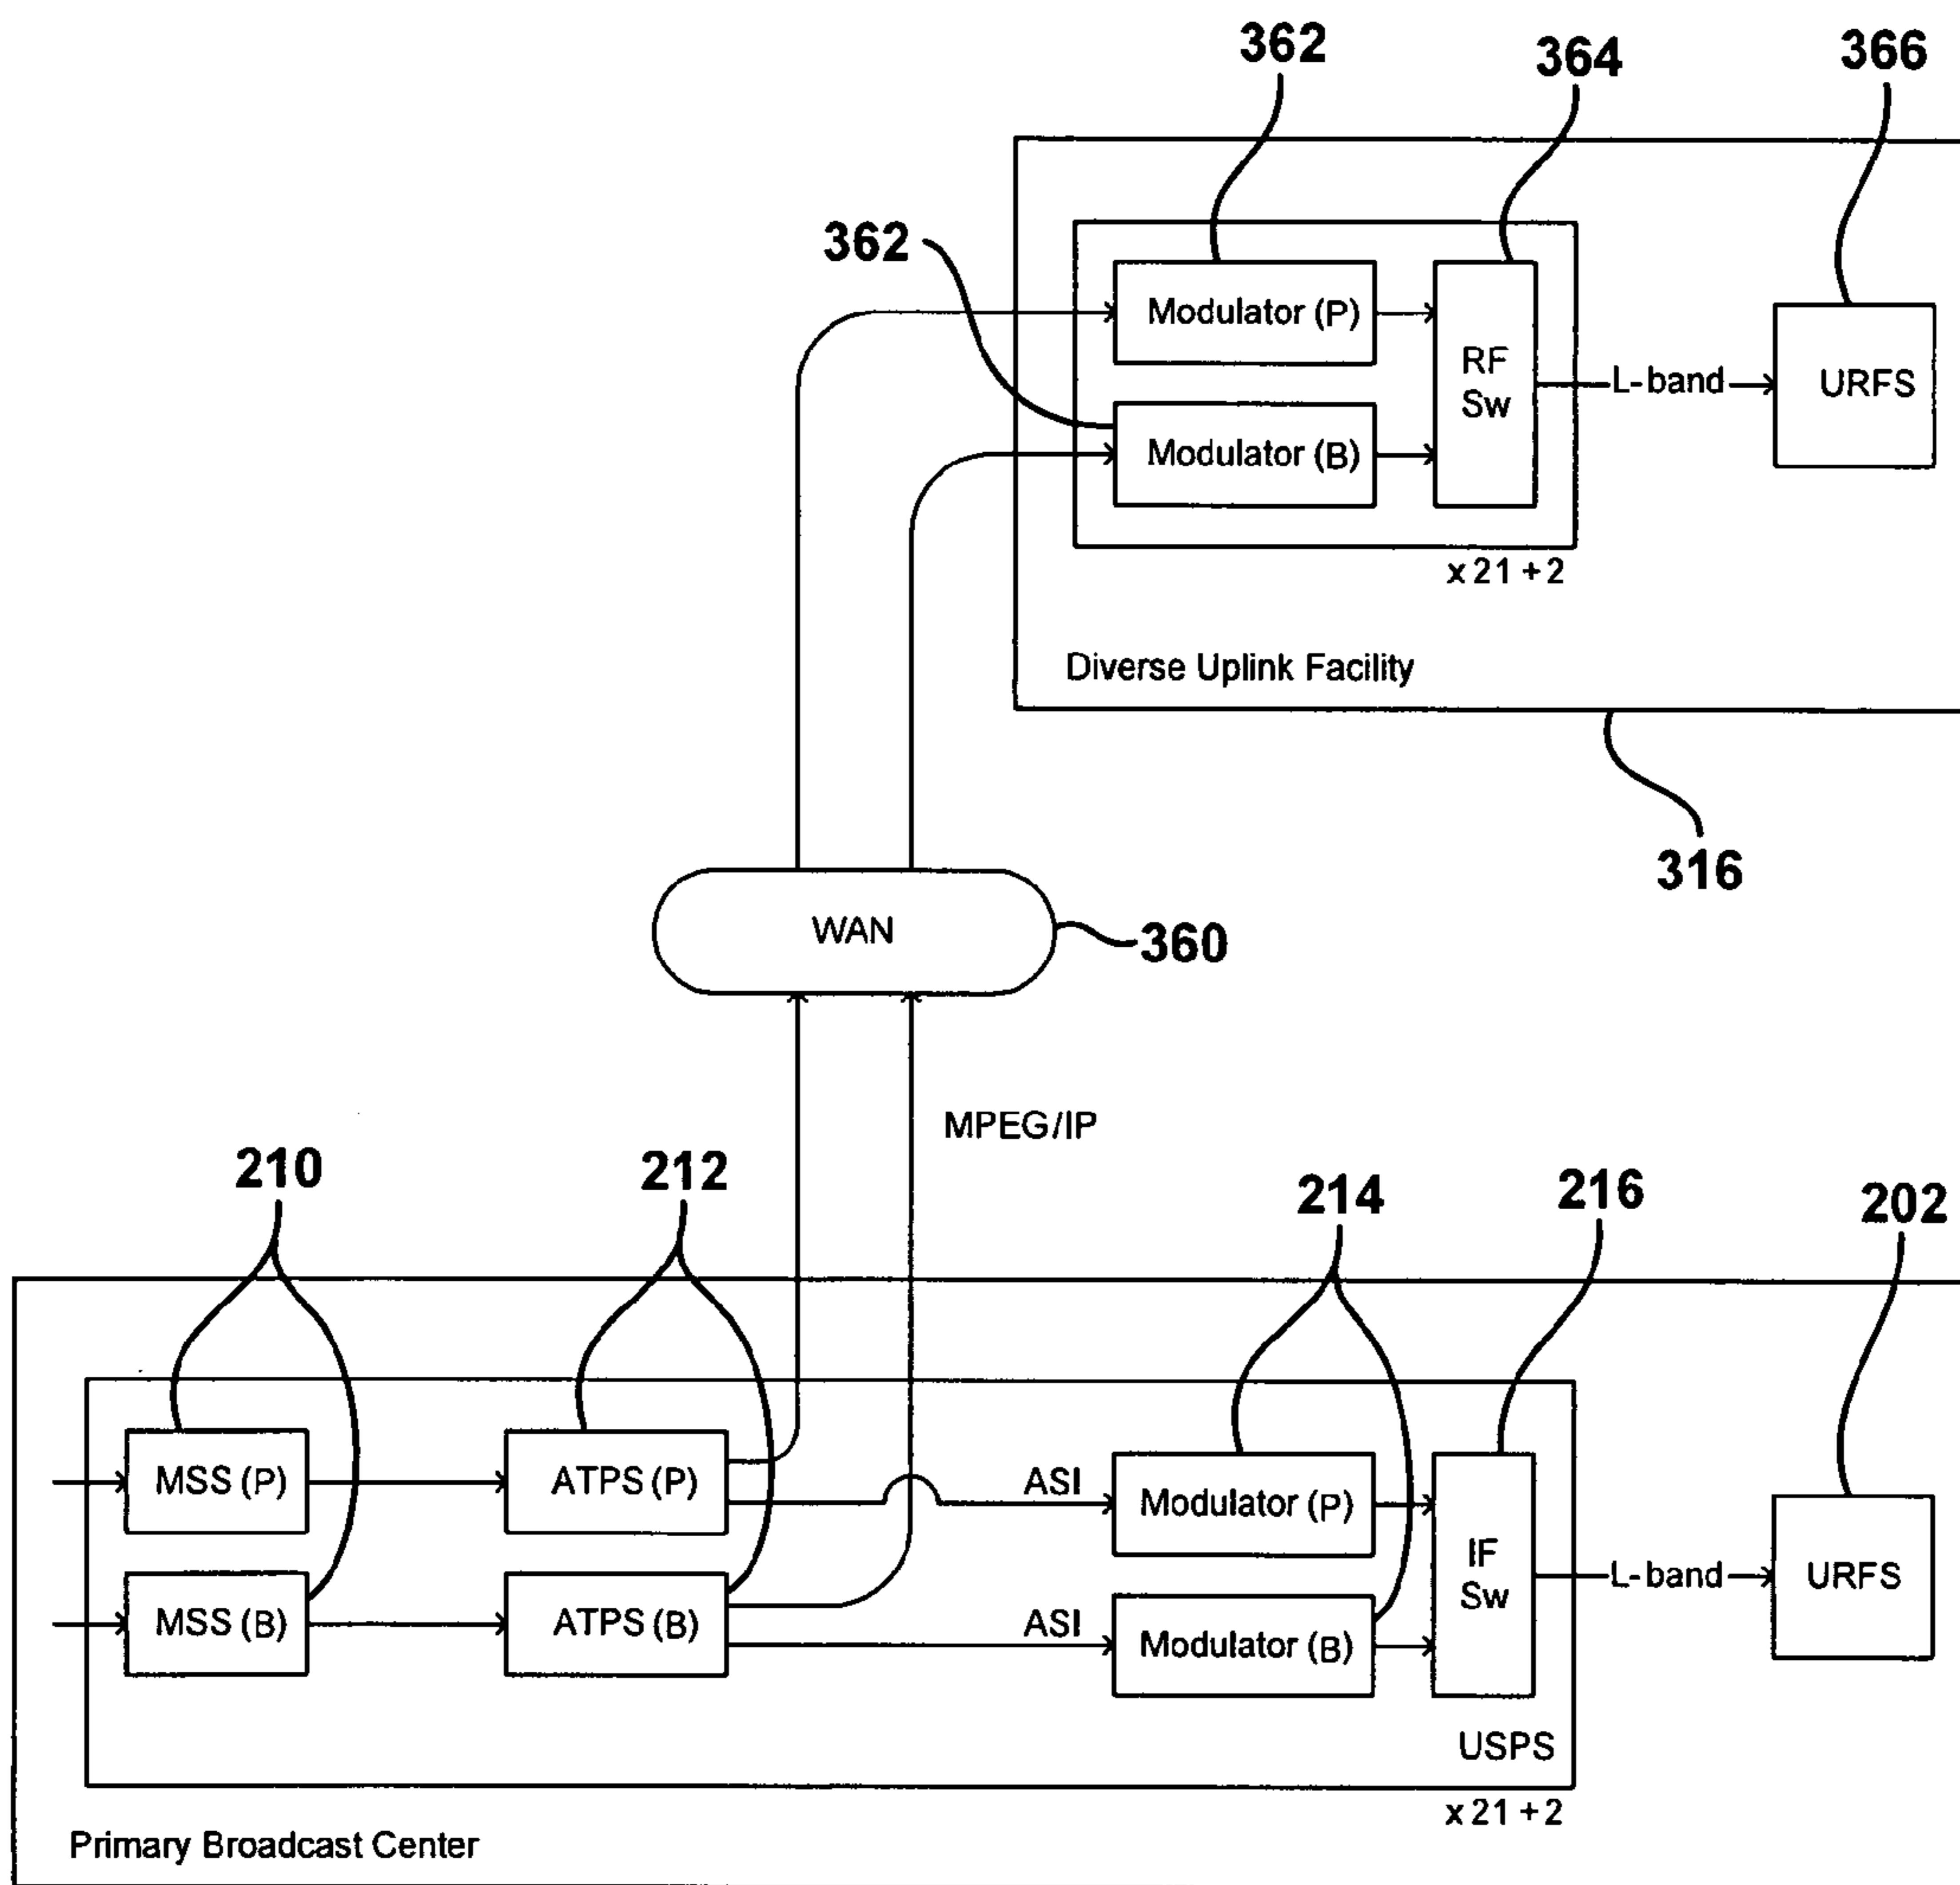 362
364
366
362
Modulator (P)
RF
Sw
L-band
URFS
Modulator (B)
x 21 + 2
Diverse Uplink Facility
316
WAN
360
MPEG/IP
210
212
214
216
202
MSS (P)
ATPS (P)
ASI
Modulator (P)
IF
Sw
L-band
URFS
MSS (B)
ATPS (B)
ASI
Modulator (B)
USPS
x 21 + 2
Primary Broadcast Center